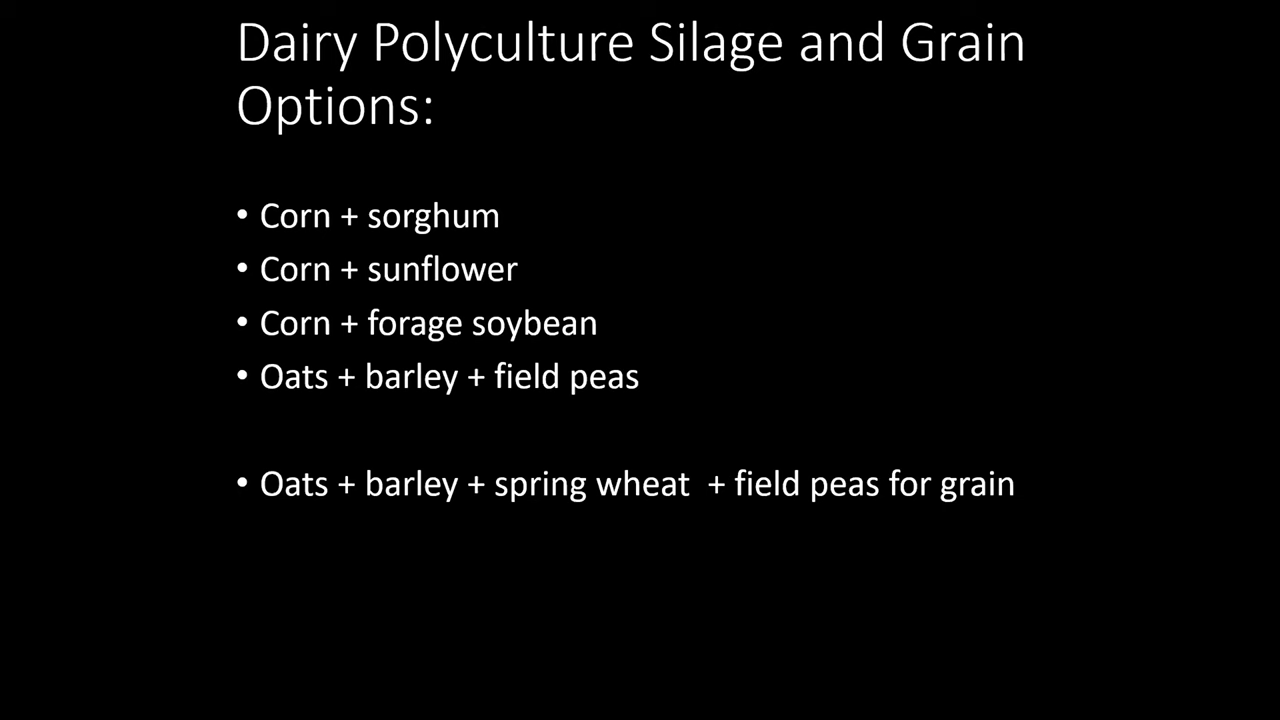 Dairy Polyculture Silage and Grain
Options:
• Corn + sorghum
• Corn + sunflower
• Corn + forage soybean
• Oats + barley + field peas
• Oats + barley + spring wheat  + field peas for grain